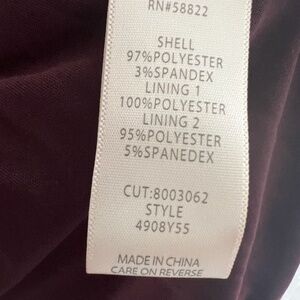 RN#58822
SHELL
97%POLYESTER
3%SPANDEX
LINING 1
100%POLYESTER
LINING 2
95%POLYESTER
5%SPANEDEX
CUT:8003062
STYLE
4908Y55
MADE IN CHINA
CARE ON REVERSE